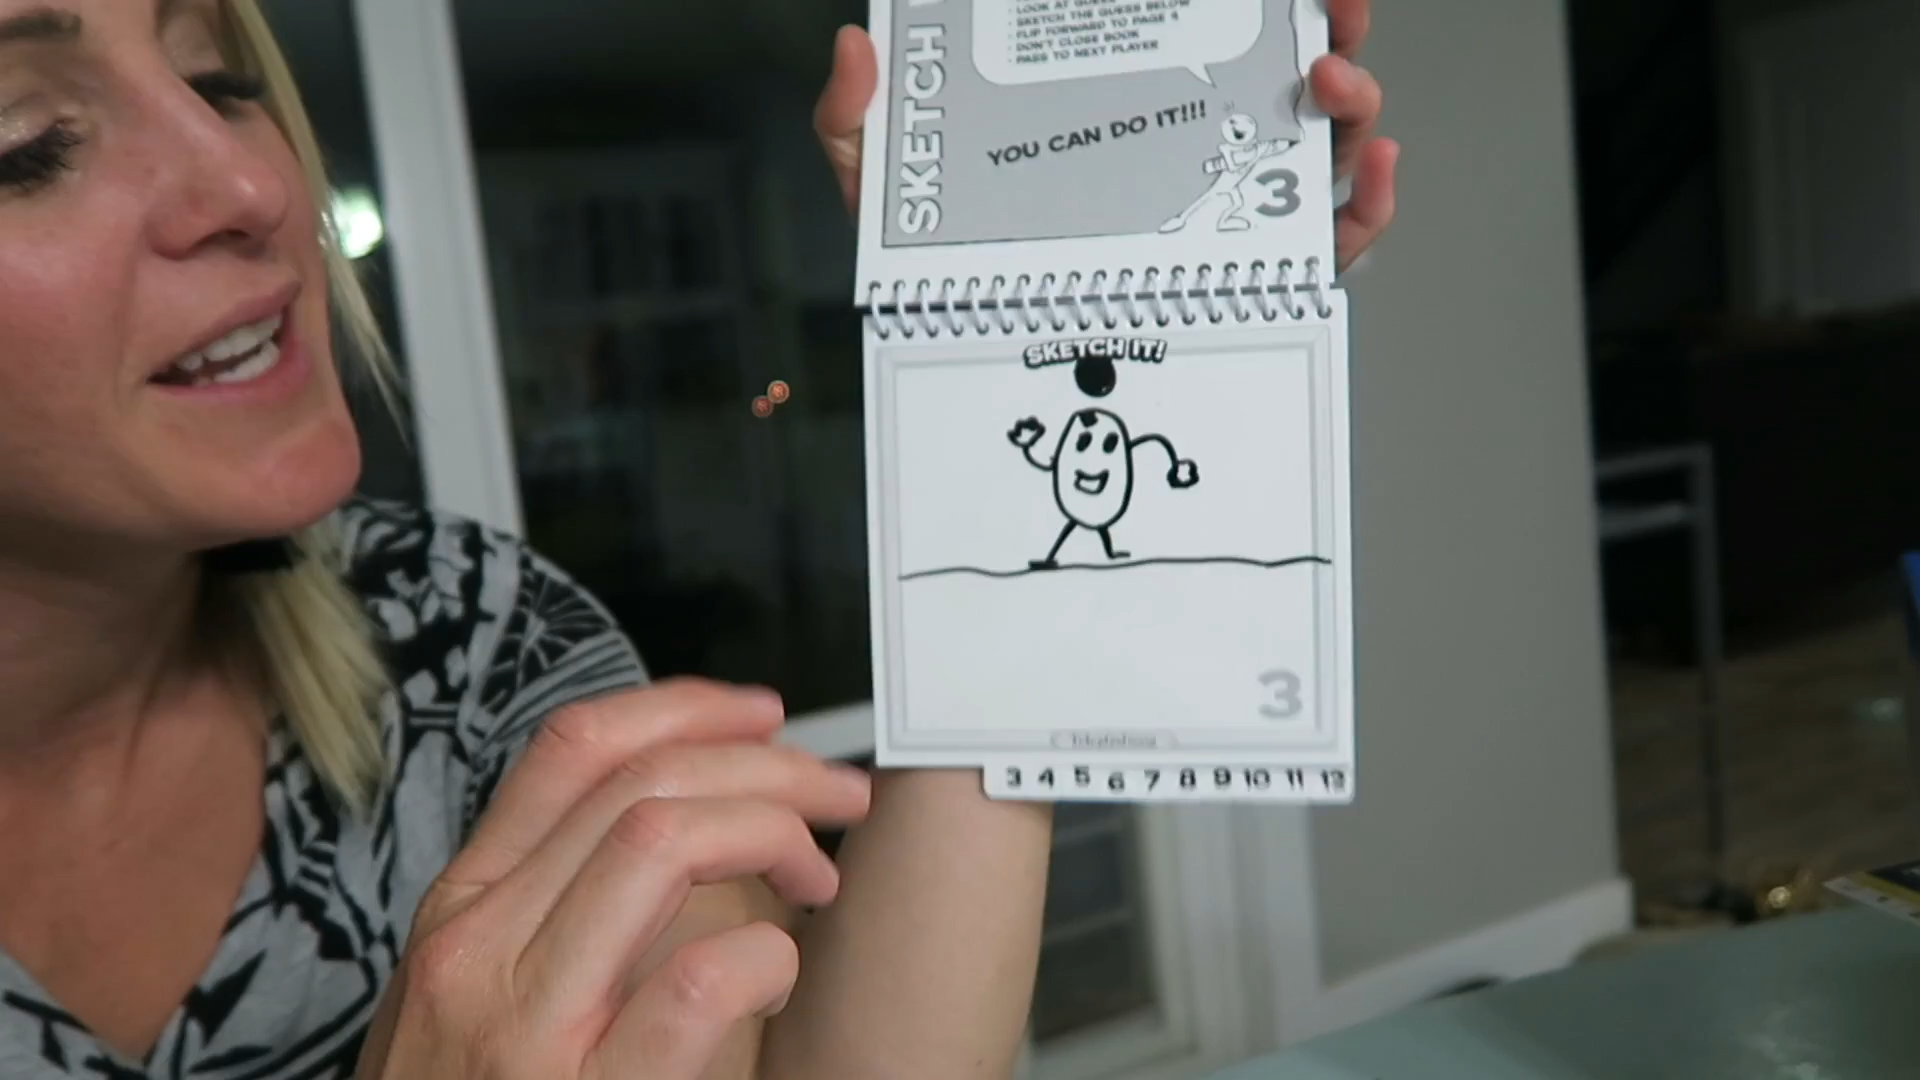 SKETCH
· LOOK AT
· SKETCH THE GUESS BELOW
· FLIP FORWARD TO PAGE 4
· DON'T CLOSE BOOK
· PASS TO NEXT PLAYER
YOU CAN DO IT!!!
3
SKETCH IT!
3
3 4 5 6 7 8 9 10 11 12